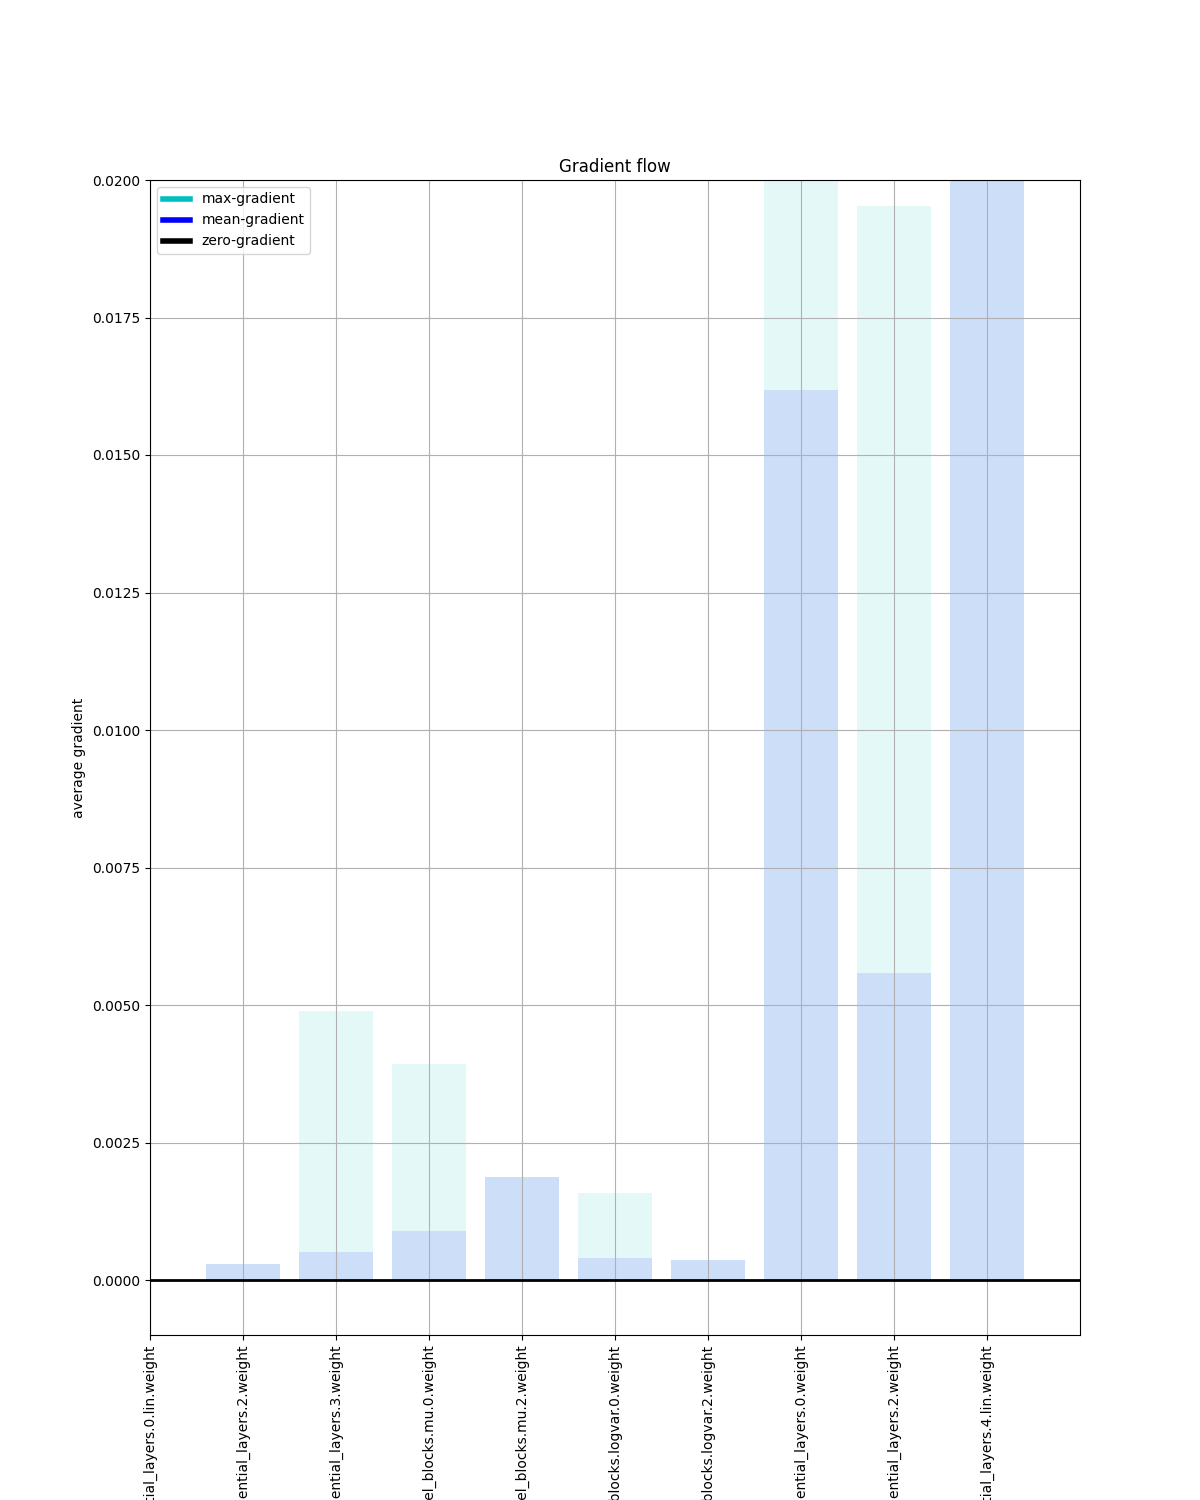 Gradient flow
max-gradient
mean-gradient
zero-gradient
0.0200
0.0175
0.0150
0.0125
0.0100
0.0075
0.0050
0.0025
0.0000
average gradient
tial_layers.0.lin.weight
ential_layers.2.weight
ential_layers.3.weight
el_blocks.mu.0.weight
el_blocks.mu.2.weight
blocks.logvar.0.weight
blocks.logvar.2.weight
ential_layers.0.weight
ential_layers.2.weight
tial_layers.4.lin.weight